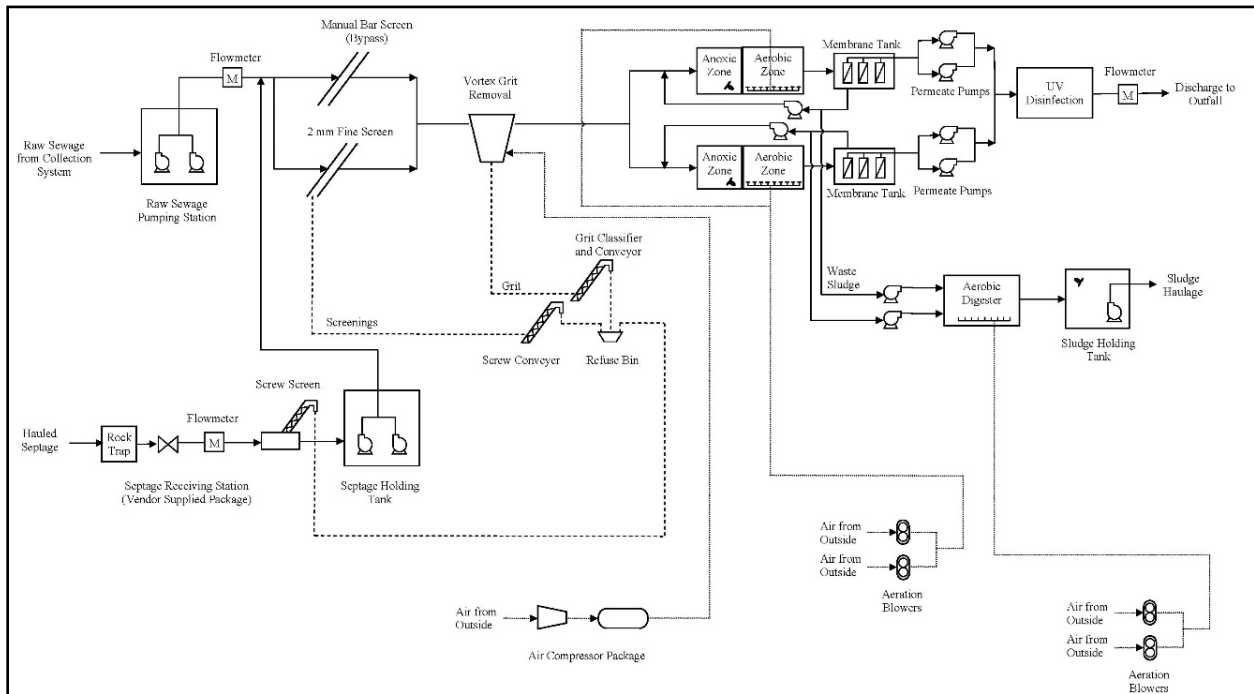 Manual Bar Screen
(Bypass)
Flowmeter
M
Raw Sewage
from Collection
System
Raw Sewage
Pumping Station
2 mm Fine Screen
Vortex Grit
Removal
Anoxic
Zone
Aerobic
Zone
Membrane Tank
Permeate Pumps
UV
Disinfection
Flowmeter
M
Discharge to
Outfall
Anoxic
Zone
Aerobic
Zone
Membrane Tank
Permeate Pumps
Grit Classifier
and Conveyor
Grit
Screenings
Screw Conveyer
Refuse Bin
Waste
Sludge
Aerobic
Digester
Sludge
Haulage
Sludge Holding
Tank
Screw Screen
Flowmeter
Hauled
Septage
Rock
Trap
M
Septage Receiving Station
(Vendor Supplied Package)
Septage Holding
Tank
Air from
Outside
Air from
Outside
Aeration
Blowers
Air from
Outside
Air Compressor Package
Air from
Outside
Air from
Outside
Aeration
Blowers